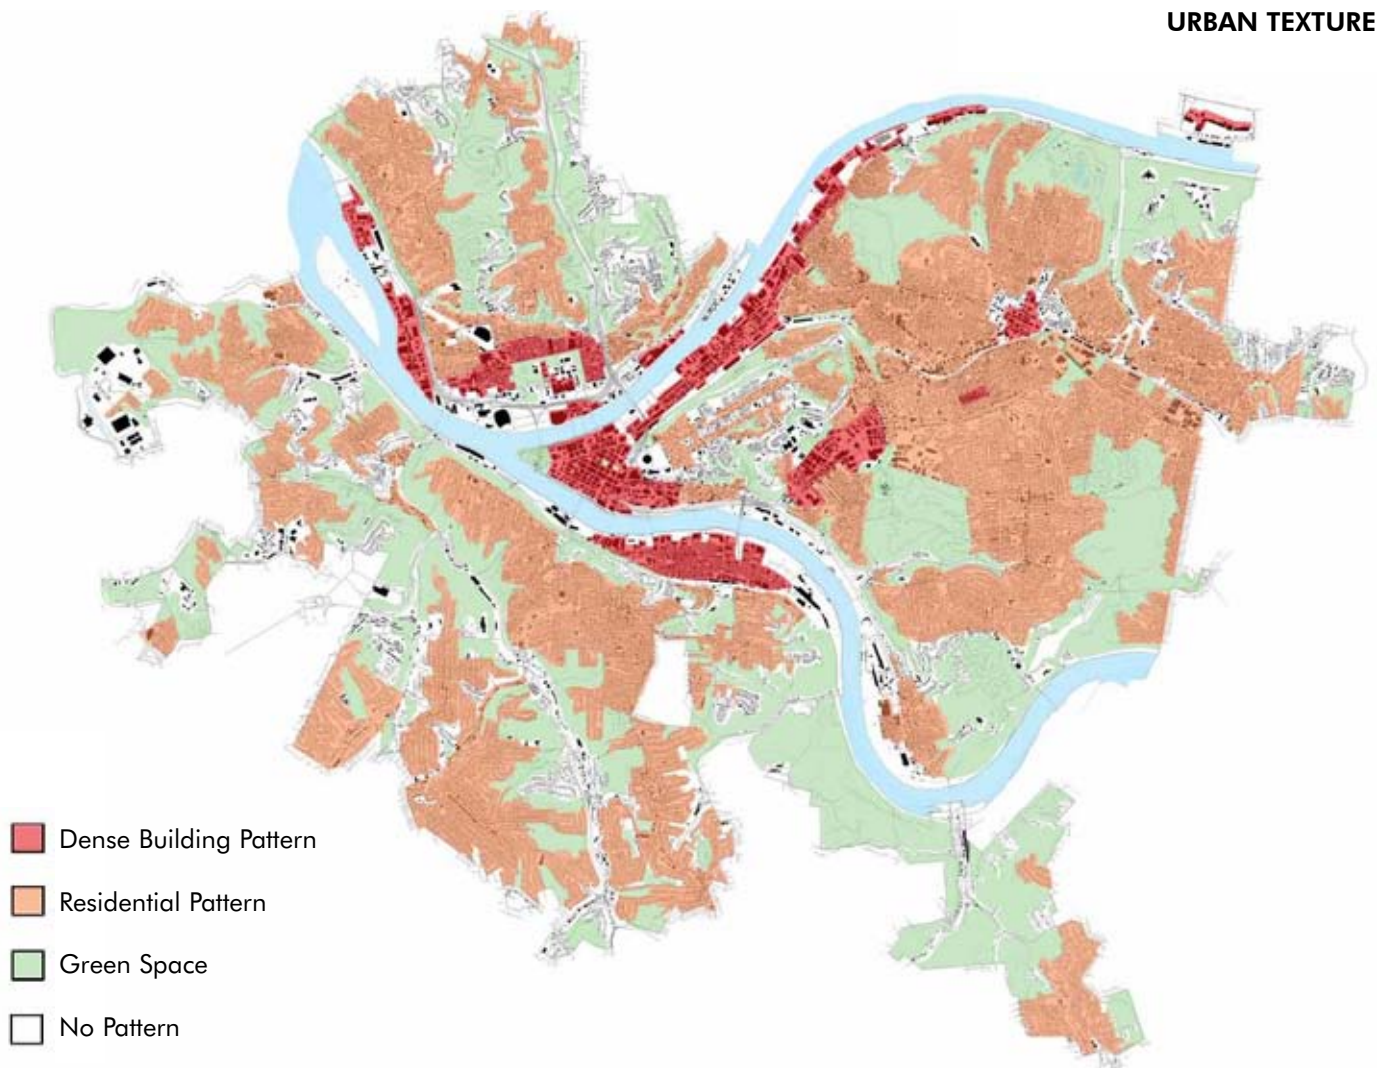 URBAN TEXTURE
Dense Building Pattern
Residential Pattern
Green Space
No Pattern